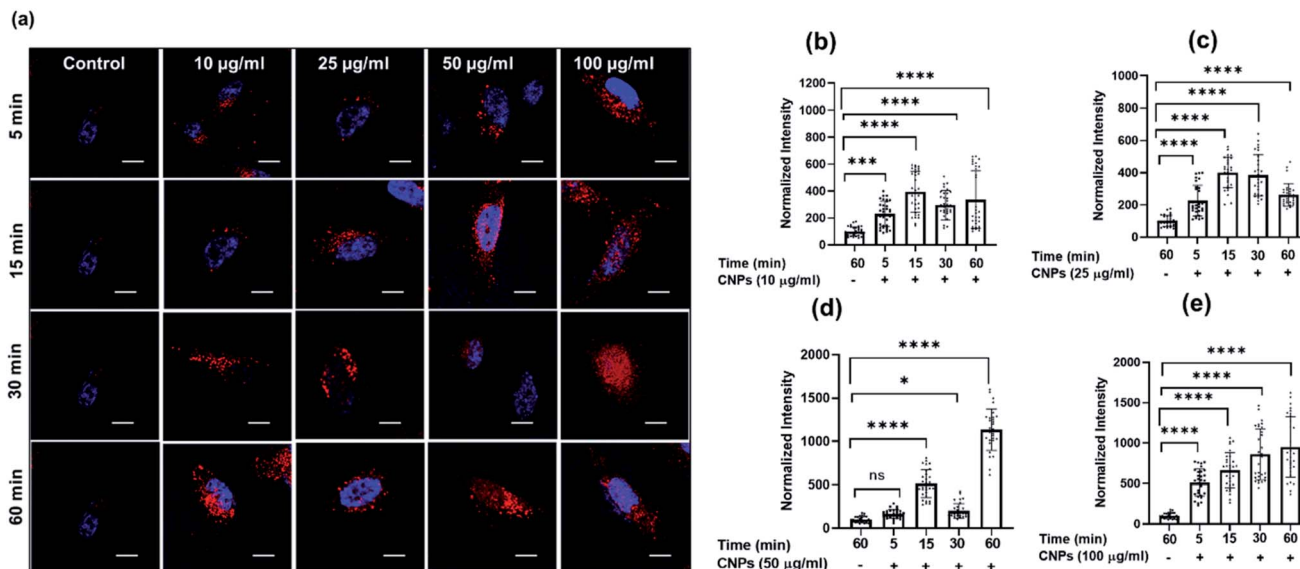 (a)
Control 10 µg/ml 25 µg/ml 50 µg/ml 100 µg/ml
5 min
15 min
30 min
60 min
(b)
****
****
****
***
Normalized Intensity
1200
1000
800
600
400
200
0
Time (min) 60 5 15 30 60
CNPs (10 µg/ml) - + + + +
(c)
****
****
****
****
Normalized Intensity
1000
800
600
400
200
0
Time (min) 60 5 15 30 60
CNPs (25 µg/ml) - + + + +
(d)
****
*
****
ns
Normalized Intensity
2000
1500
1000
500
0
Time (min) 60 5 15 30 60
CNPs (50 µg/ml) - + + + +
(e)
****
****
****
****
Normalized Intensity
2000
1500
1000
500
0
Time (min) 60 5 15 30 60
CNPs (100 µg/ml) - + + + +